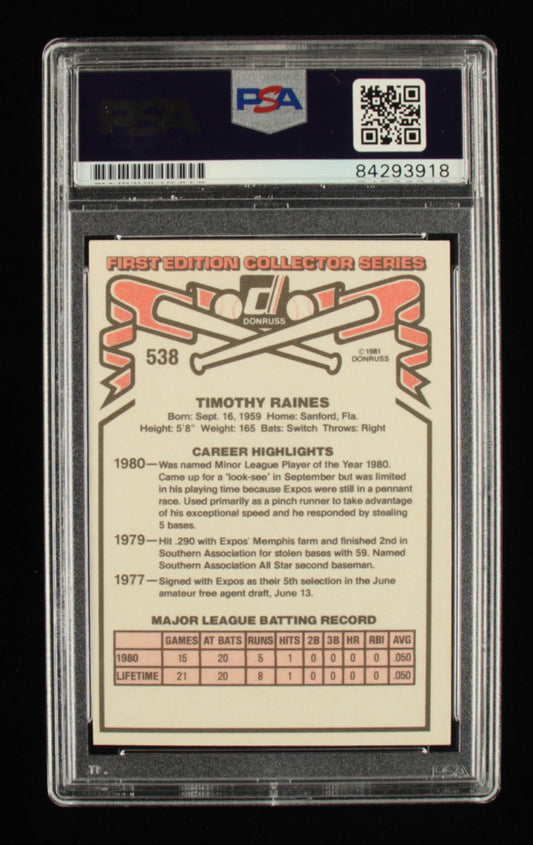 PSA
PSA
84293918
FIRST EDITION COLLECTOR SERIES
d
DONRUSS
538
© 1981
DONRUSS
TIMOTHY RAINES
Born: Sept. 16, 1959 Home: Sanford, Fla.
Height: 5'8" Weight: 165 Bats: Switch Throws: Right
CAREER HIGHLIGHTS
1980—Was named Minor League Player of the Year 1980.
Came up for a 'look-see' in September but was limited
in his playing time because Expos were still in a pennant
race. Used primarily as a pinch runner to take advantage
of his exceptional speed and he responded by stealing
5 bases.
1979—Hit .290 with Expos' Memphis farm and finished 2nd in
Southern Association for stolen bases with 59. Named
Southern Association All Star second baseman.
1977—Signed with Expos as their 5th selection in the June
amateur free agent draft, June 13.
MAJOR LEAGUE BATTING RECORD
GAMES AT BATS RUNS HITS 2B 3B HR RBI AVG
1980 15 20 5 1 0 0 0 0 .050
LIFETIME 21 20 8 1 0 0 0 0 .050
PSA